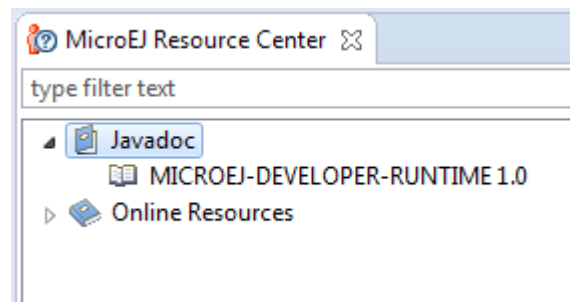 MicroEJ Resource Center
type filter text
Javadoc
MICROEJ-DEVELOPER-RUNTIME 1.0
Online Resources